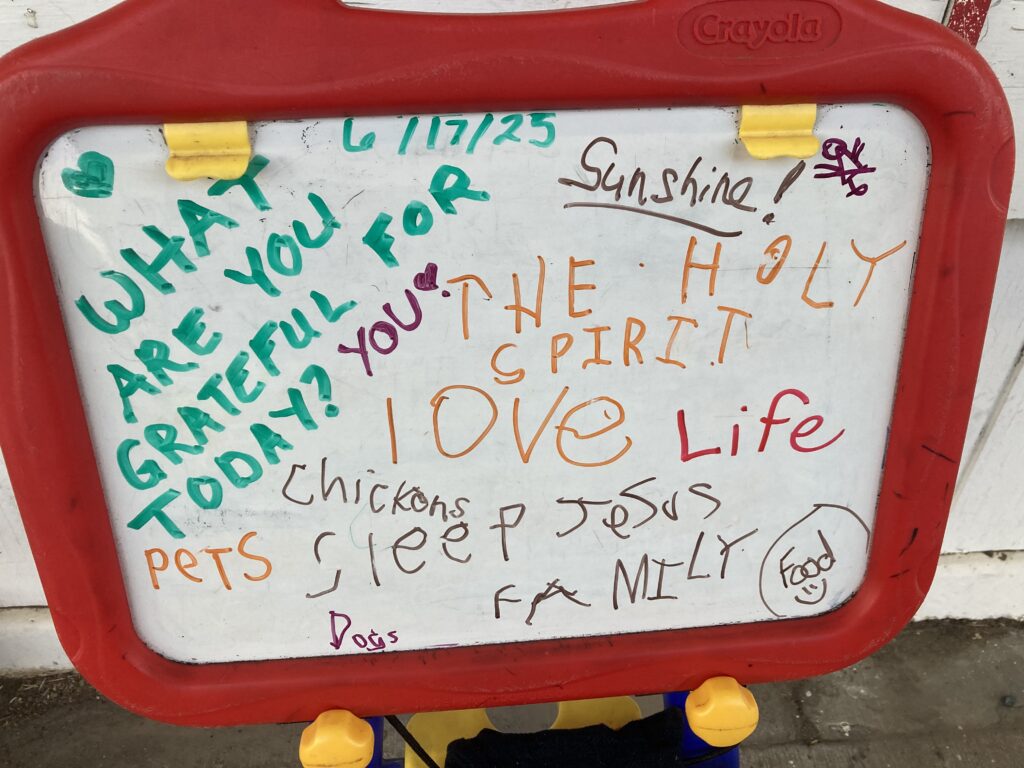 Crayola
6/17/25
WHAT
ARE YOU
GRATEFUL FOR
TODAY?
Sunshine!
YOU
THE HOLY
SPIRIT
lOVe
Life
Chickons
Jesus
PeTS
sleep
FAMILY
Food
Dogs